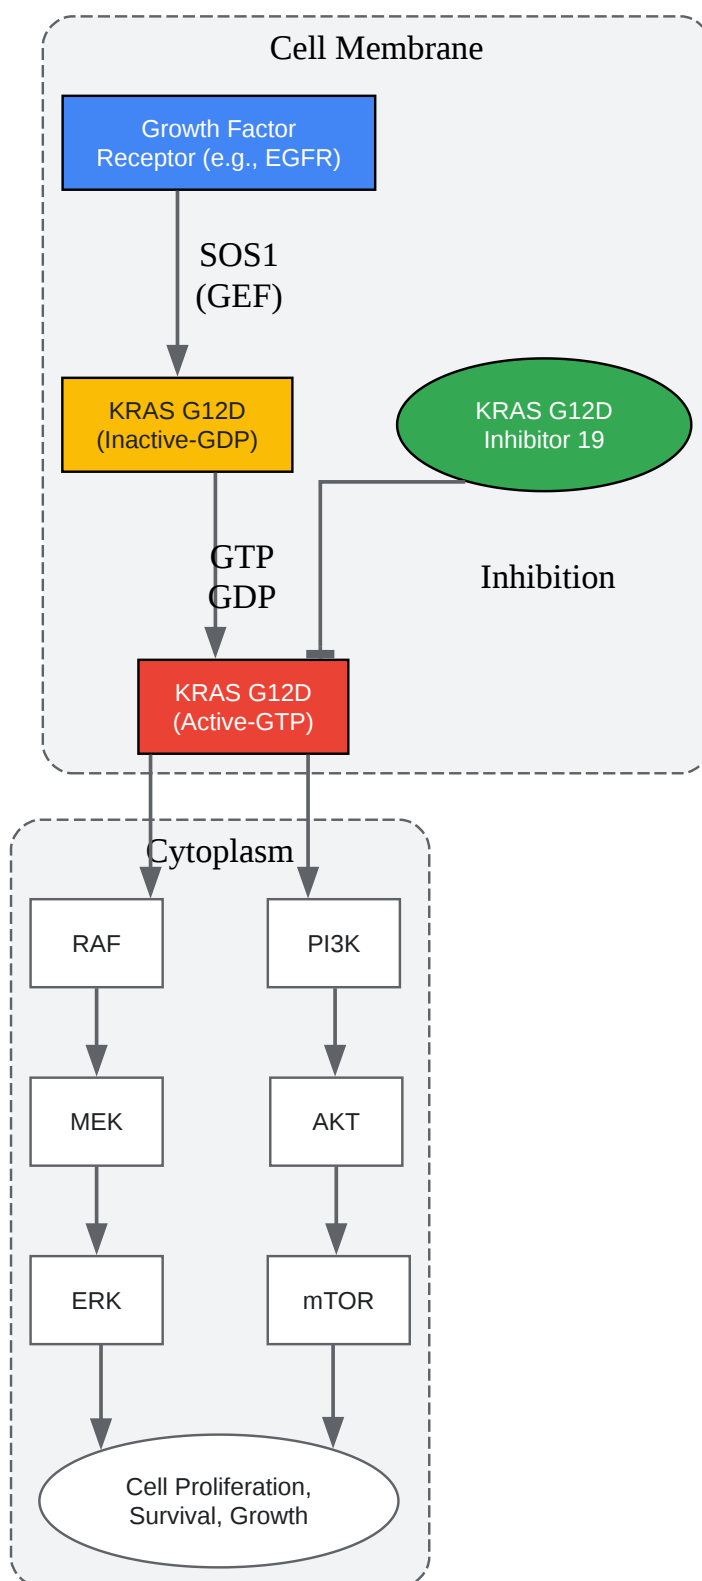 Cell Membrane
Growth Factor
Receptor (e.g., EGFR)
SOS1
(GEF)
KRAS G12D
(Inactive-GDP)
KRAS G12D
Inhibitor 19
GTP
GDP
Inhibition
KRAS G12D
(Active-GTP)
Cytoplasm
RAF
PI3K
MEK
AKT
ERK
mTOR
Cell Proliferation,
Survival, Growth